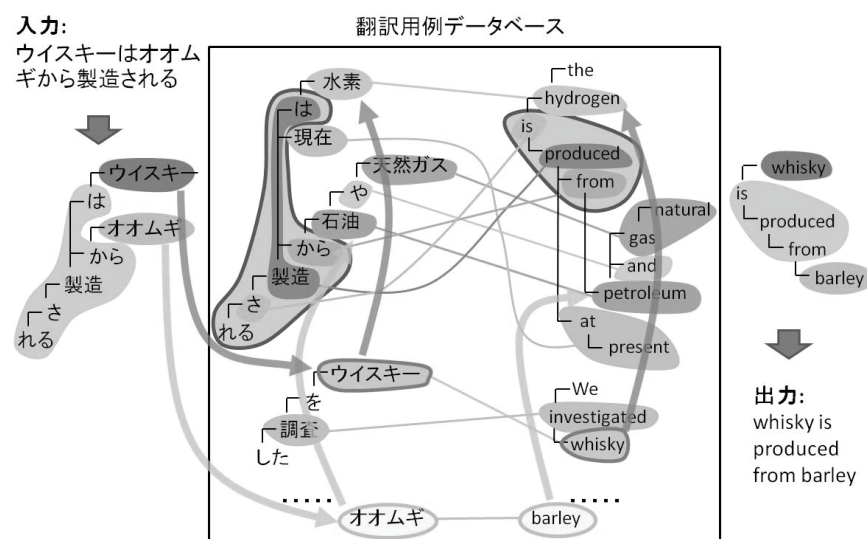 入力:
ウイスキーはオオム
ギから製造される
翻訳用例データベース
ウイスキー
は
オオムギ
から
製造
さ
れる
水素
は
現在
天然ガス
や
石油
から
製造
さ
れる
ウイスキー
を
調査
した
......
オオムギ
the
hydrogen
is
produced
from
natural
gas
and
petroleum
at
present
We
investigated
whisky
......
barley
whisky
is
produced
from
barley
出力:
whisky is
produced
from barley